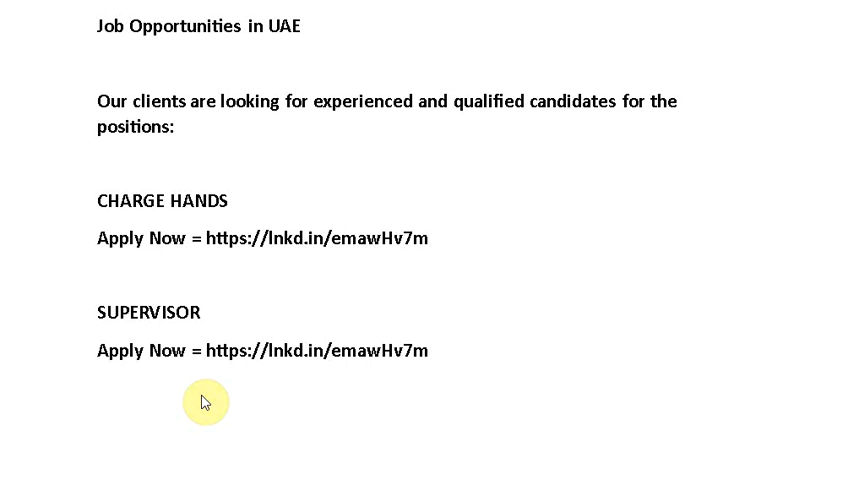 Job Opportunities in UAE
Our clients are looking for experienced and qualified candidates for the
positions:
CHARGE HANDS
Apply Now = https://lnkd.in/emawHv7m
SUPERVISOR
Apply Now = https://lnkd.in/emawHv7m